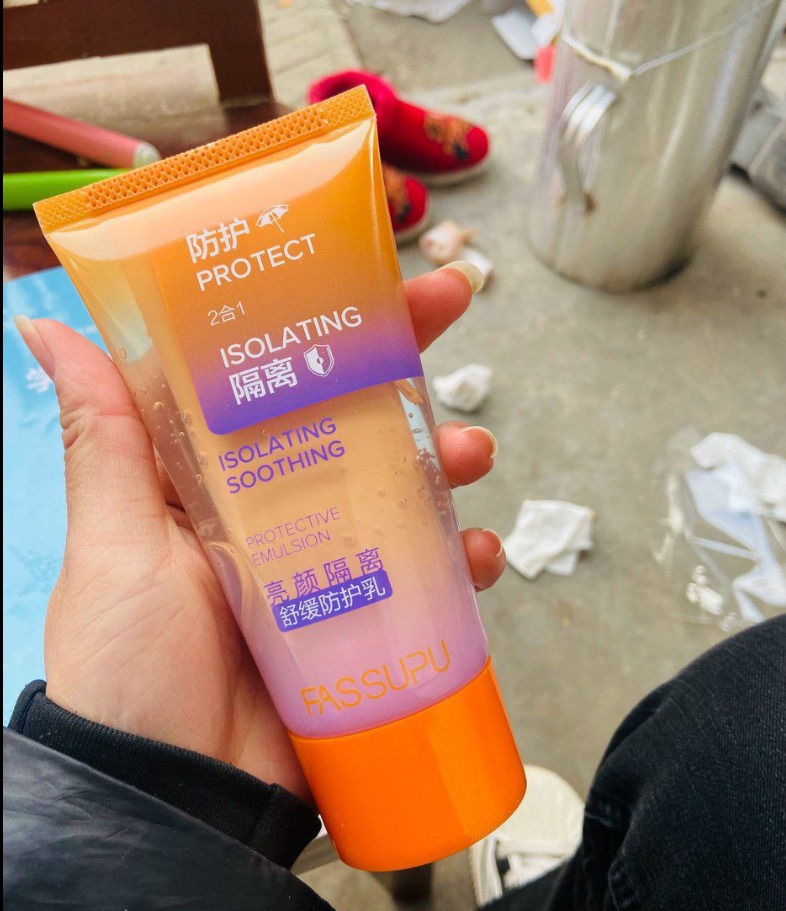 防护
PROTECT
2合1
ISOLATING
隔离
ISOLATING
SOOTHING
PROTECTIVE
EMULSION
亮颜隔离
舒缓防护乳
FASSUPU